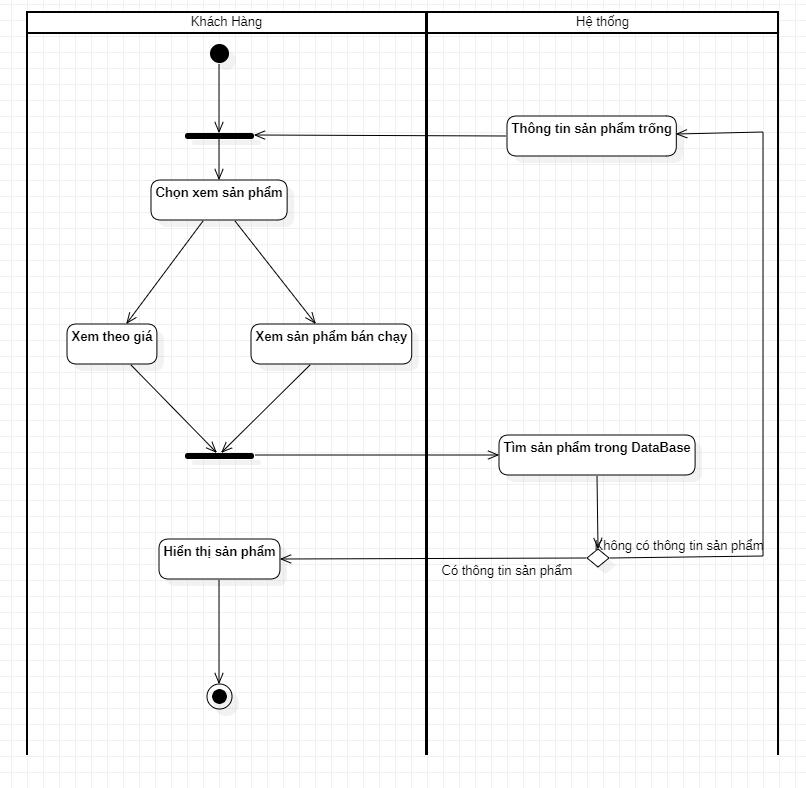 Khách Hàng
Hệ thống
Thông tin sản phẩm trống
Chọn xem sản phẩm
Xem theo giá
Xem sản phẩm bán chạy
Tìm sản phẩm trong DataBase
Không có thông tin sản phẩm
Hiển thị sản phẩm
Có thông tin sản phẩm